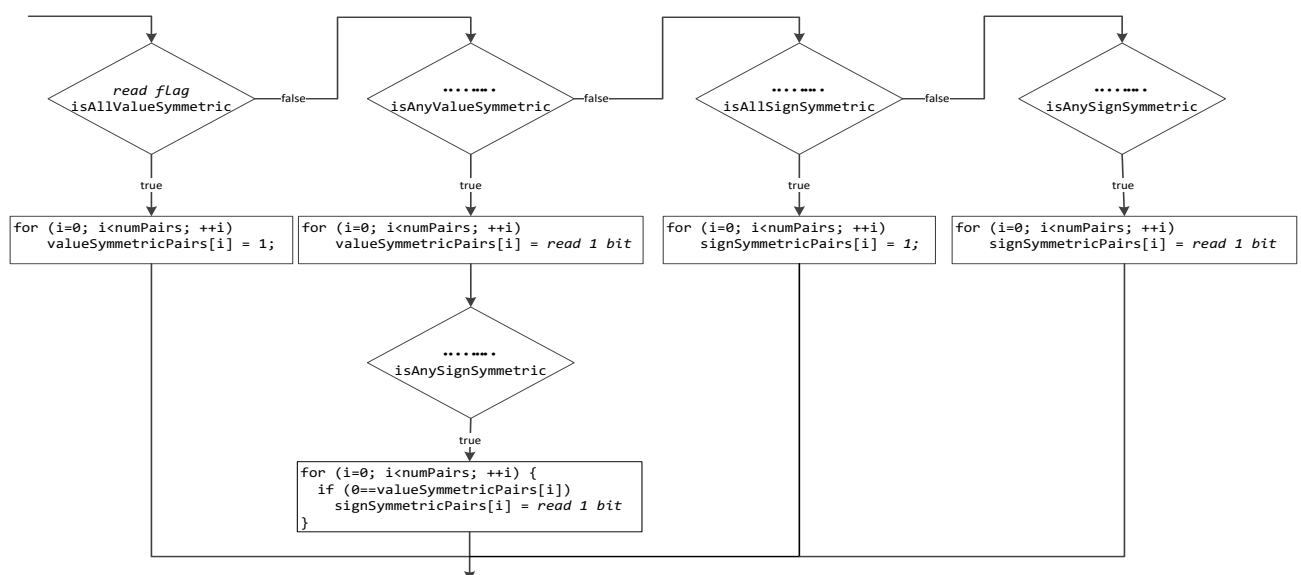 read flag
isAllValueSymmetric
false
isAnyValueSymmetric
false
isAllSignSymmetric
false
isAnySignSymmetric
true
true
true
true
for (i=0; i<numPairs; ++i)
valueSymmetricPairs[i] = 1;
for (i=0; i<numPairs; ++i)
valueSymmetricPairs[i] = read 1 bit
for (i=0; i<numPairs; ++i)
signSymmetricPairs[i] = 1;
for (i=0; i<numPairs; ++i)
signSymmetricPairs[i] = read 1 bit
isAnySignSymmetric
true
for (i=0; i<numPairs; ++i) {
if (0==valueSymmetricPairs[i])
signSymmetricPairs[i] = read 1 bit
}